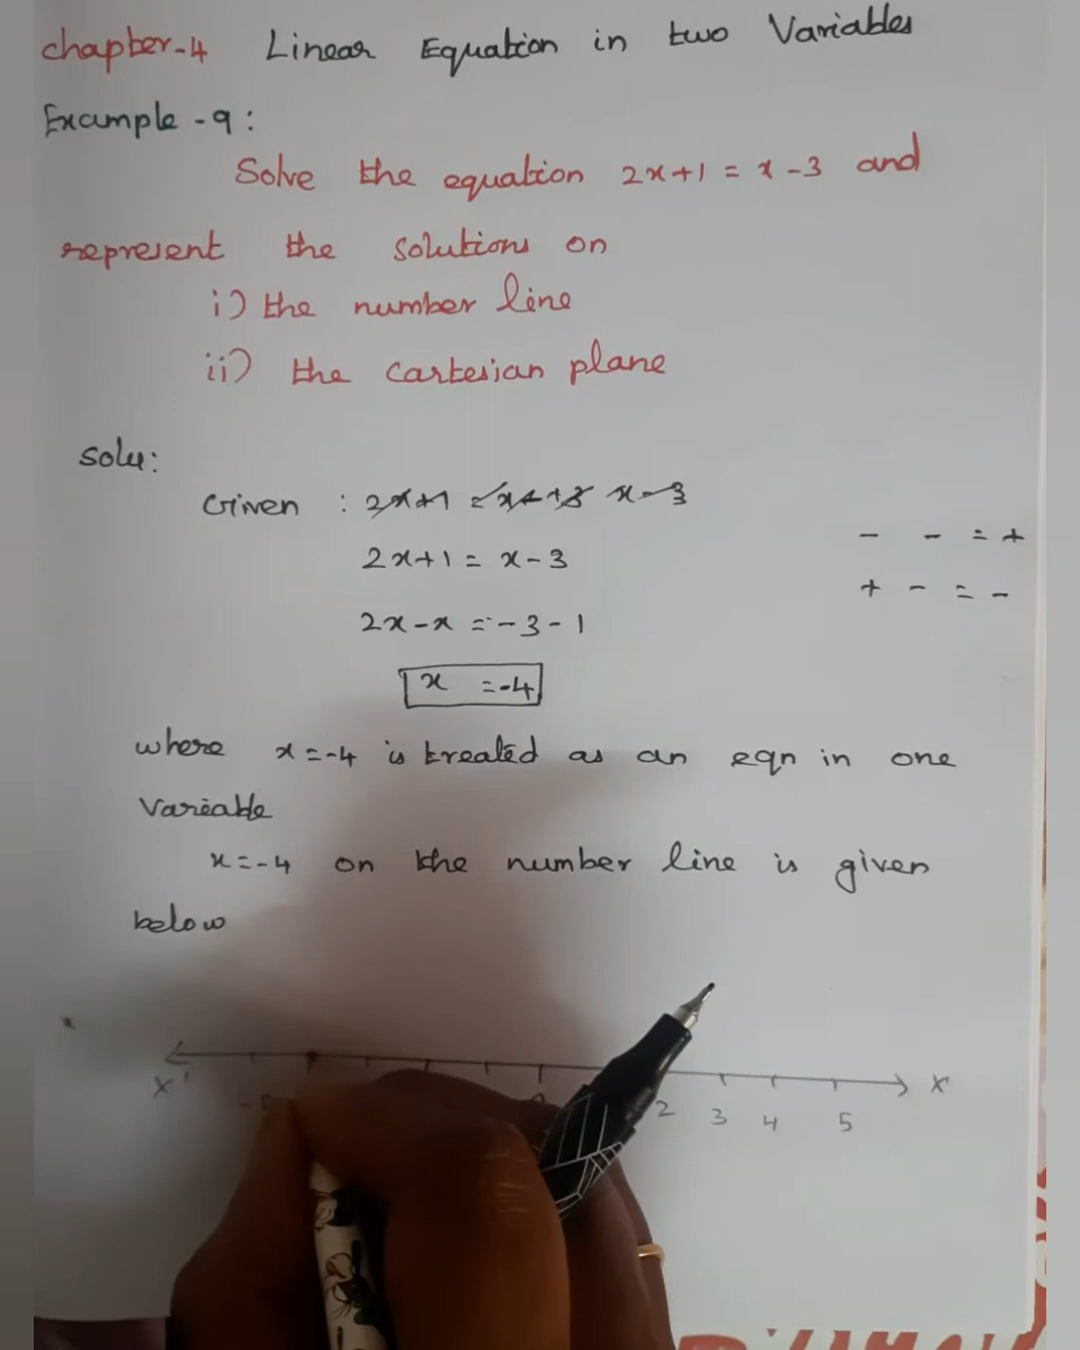 chapter-4 Linear Equation in two Variables
Example -9:
Solve the equation 2x+1 = x-3 and
represent the solutions on
i) the number line
ii) the cartesian plane
Solu:
Given :
2x+1 = x-3
- - = +
+ - = -
2x-x = -3-1
x = -4
where x=-4 is treated as an eqn in one
Variable
x=-4 on the number line is given
below
X' X
2 3 4 5